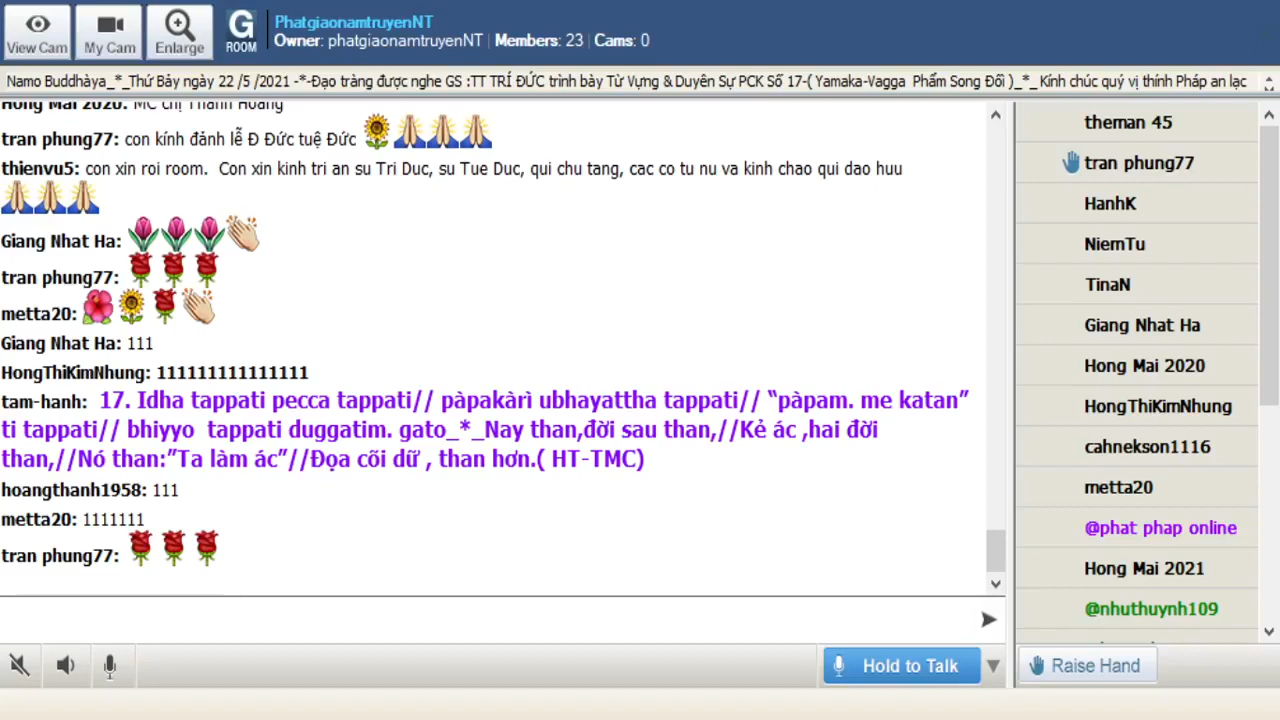 View Cam
My Cam
Enlarge
G
ROOM
PhatgiaonamtruyenNT
Owner: phatgiaonamtruyenNT | Members: 23 | Cams: 0
Namo Buddhàya_*_Thứ Bảy ngày 22 /5 /2021 -*-Đạo tràng được nghe GS :TT TRÍ ĐỨC trình bày Từ Vựng & Duyên Sự PCK Số 17-( Yamaka-Vagga Phẩm Song Đối )_*_Kính chúc quý vị thính Pháp an lạc
Hong Mai 2020: MC chị Thanh Hoang
tran phung77: con kính đảnh lễ Đ Đức tuệ Đức
thienvu5: con xin roi room. Con xin kinh tri an su Tri Duc, su Tue Duc, qui chu tang, cac co tu nu va kinh chao qui dao huu
Giang Nhat Ha:
tran phung77:
metta20:
Giang Nhat Ha: 111
HongThiKimNhung: 111111111111111
tam-hanh: 17. Idha tappati pecca tappati// pàpakàrì ubhayattha tappati// “pàpam. me katan”
ti tappati// bhiyyo tappati duggatim. gato_*_Nay than,đời sau than,//Kẻ ác ,hai đời
than,//Nó than:”Ta làm ác”//Đọa cõi dữ , than hơn.( HT-TMC)
hoangthanh1958: 111
metta20: 1111111
tran phung77:
Hold to Talk
theman 45
tran phung77
HanhK
NiemTu
TinaN
Giang Nhat Ha
Hong Mai 2020
HongThiKimNhung
cahnekson1116
metta20
@phat phap online
Hong Mai 2021
@nhuthuynh109
Raise Hand